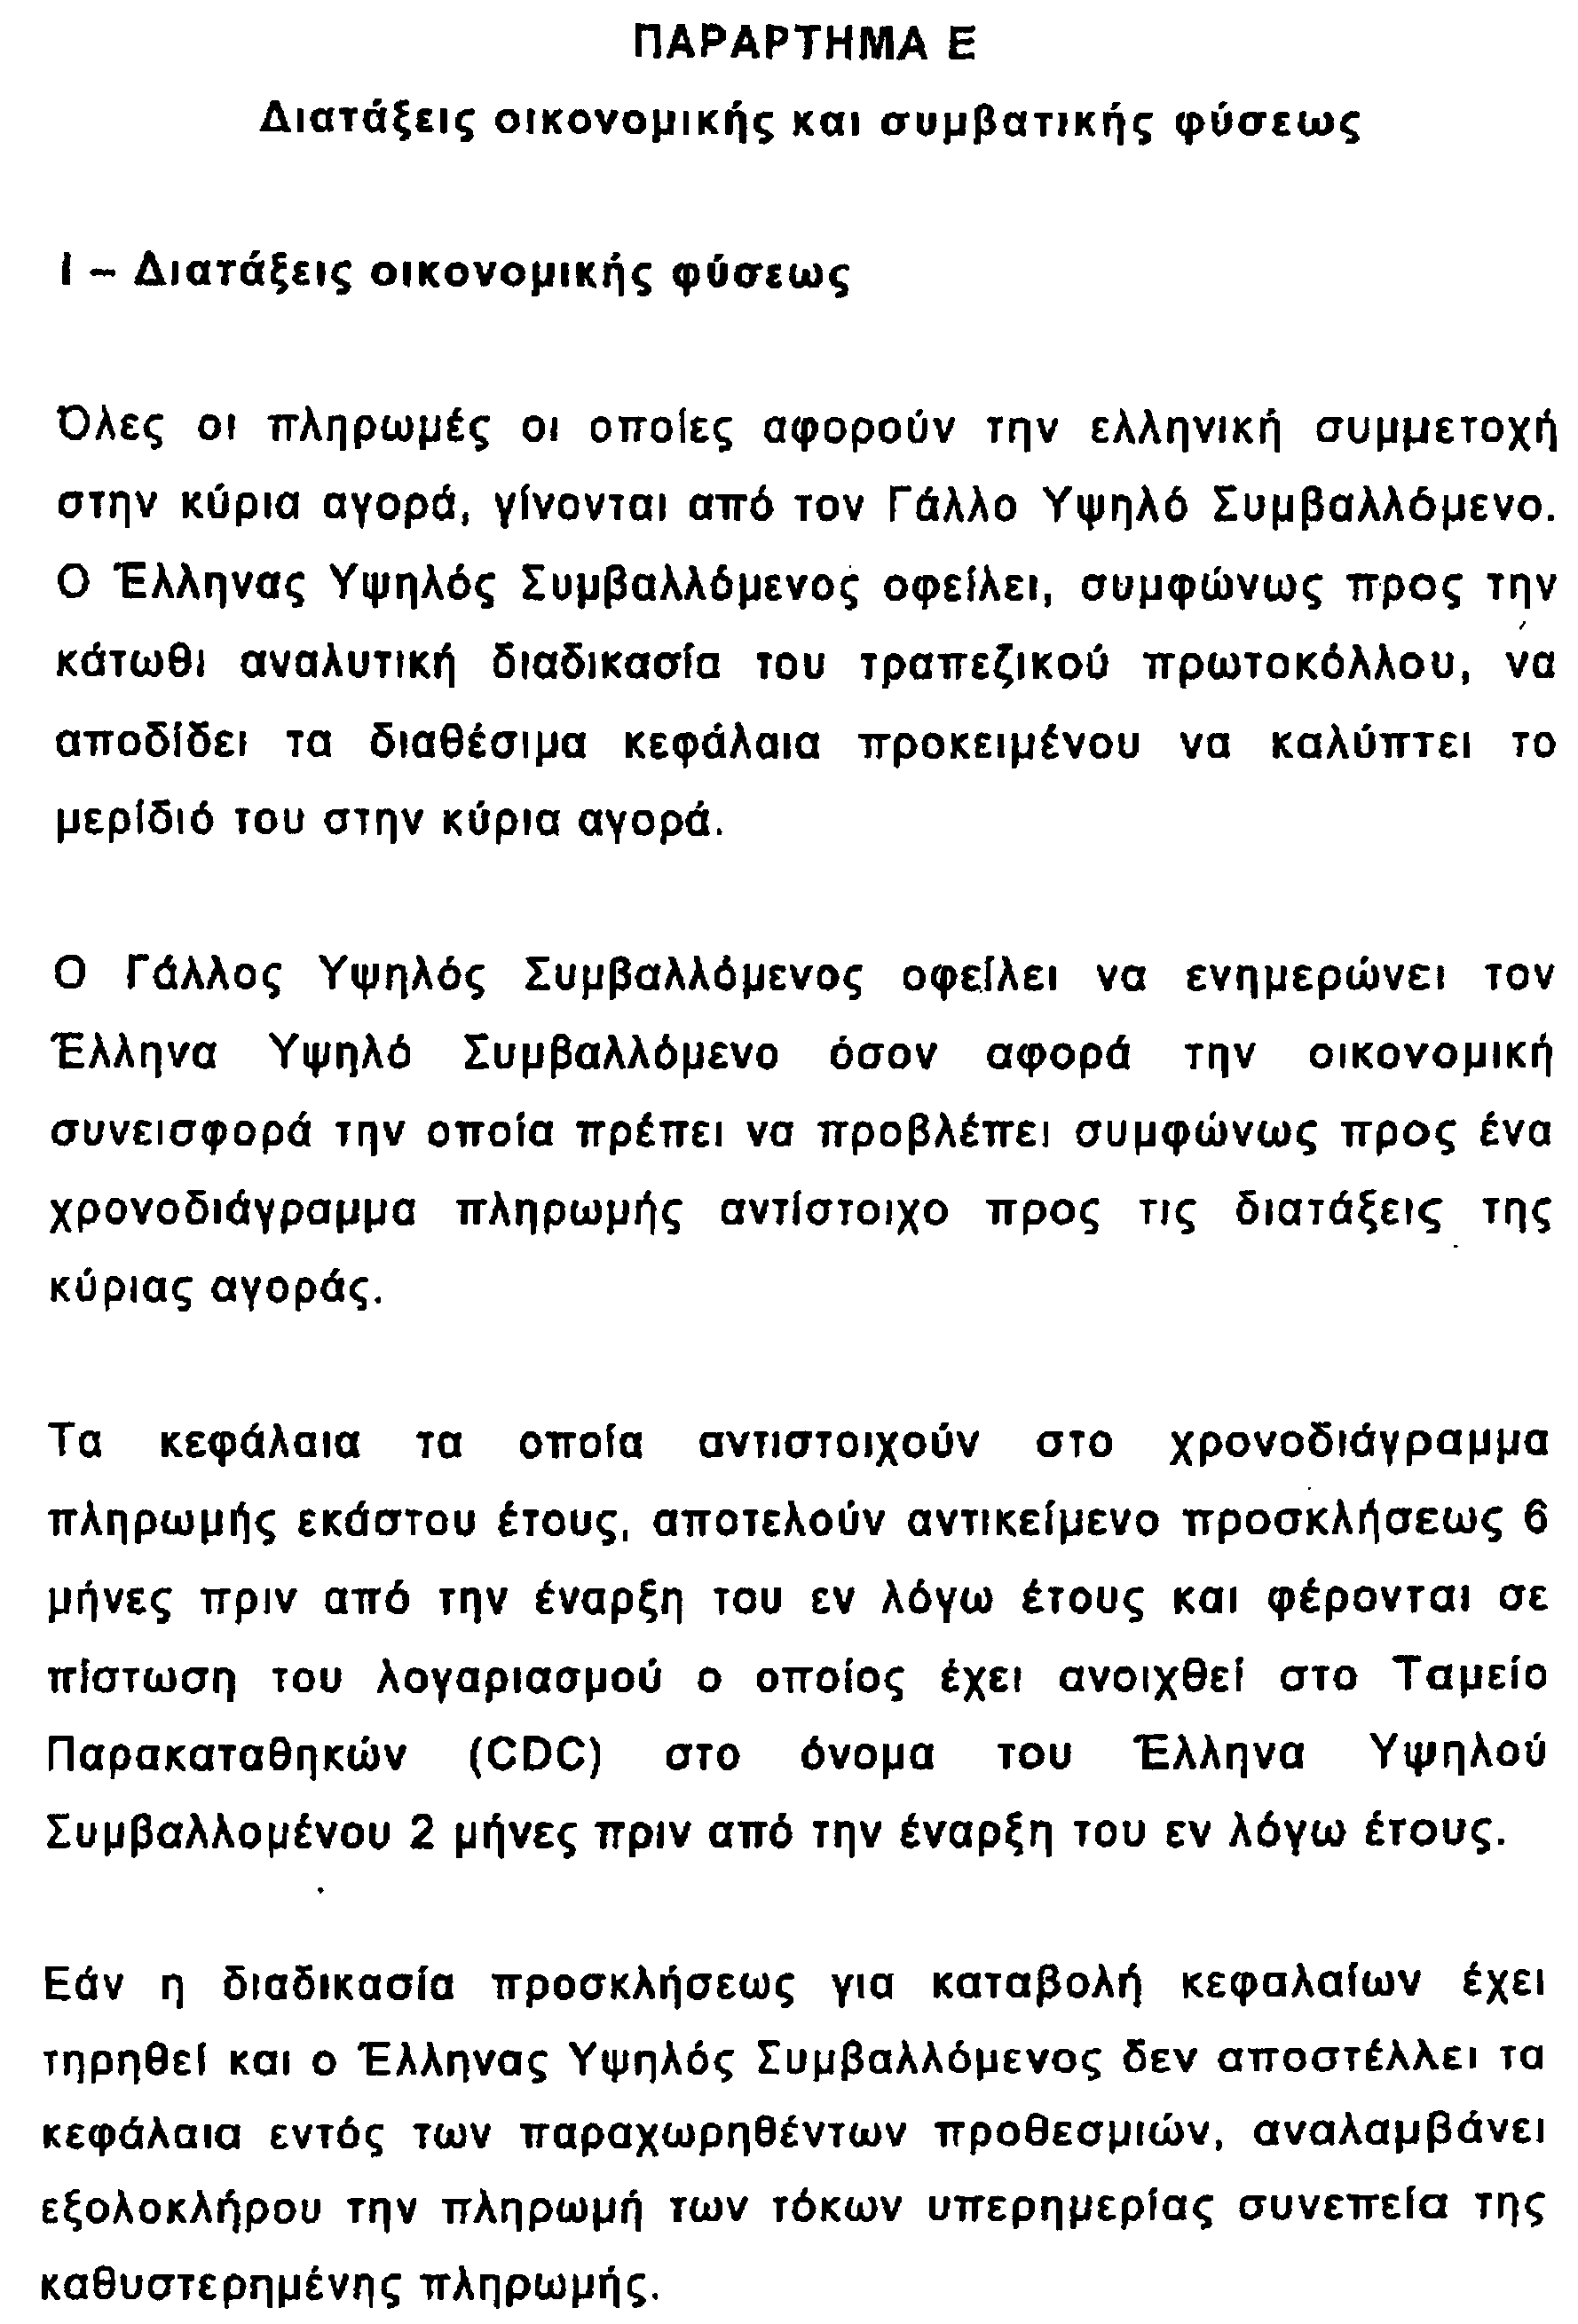 ΠΑΡΑΡΤΗΜΑ Ε
Διατάξεις οικονομικής και συμβατικής φύσεως
Ι – Διατάξεις οικονομικής φύσεως
Όλες οι πληρωμές οι οποίες αφορούν την ελληνική συμμετοχή
στην κύρια αγορά, γίνονται από τον Γάλλο Υψηλό Συμβαλλόμενο.
Ο Έλληνας Υψηλός Συμβαλλόμενος οφείλει, συμφώνως προς την
κάτωθι αναλυτική διαδικασία του τραπεζικού πρωτοκόλλου, να
αποδίδει τα διαθέσιμα κεφάλαια προκειμένου να καλύπτει το
μερίδιό του στην κύρια αγορά.
Ο Γάλλος Υψηλός Συμβαλλόμενος οφείλει να ενημερώνει τον
Έλληνα Υψηλό Συμβαλλόμενο όσον αφορά την οικονομική
συνεισφορά την οποία πρέπει να προβλέπει συμφώνως προς ένα
χρονοδιάγραμμα πληρωμής αντίστοιχο προς τις διατάξεις της
κύριας αγοράς.
Τα κεφάλαια τα οποία αντιστοιχούν στο χρονοδιάγραμμα
πληρωμής εκάστου έτους, αποτελούν αντικείμενο προσκλήσεως 6
μήνες πριν από την έναρξη του εν λόγω έτους και φέρονται σε
πίστωση του λογαριασμού ο οποίος έχει ανοιχθεί στο Ταμείο
Παρακαταθηκών (CDC) στο όνομα του Έλληνα Υψηλού
Συμβαλλομένου 2 μήνες πριν από την έναρξη του εν λόγω έτους.
Εάν η διαδικασία προσκλήσεως για καταβολή κεφαλαίων έχει
τηρηθεί και ο Έλληνας Υψηλός Συμβαλλόμενος δεν αποστέλλει τα
κεφάλαια εντός των παραχωρηθέντων προθεσμιών, αναλαμβάνει
εξολοκλήρου την πληρωμή των τόκων υπερημερίας συνεπεία της
καθυστερημένης πληρωμής.